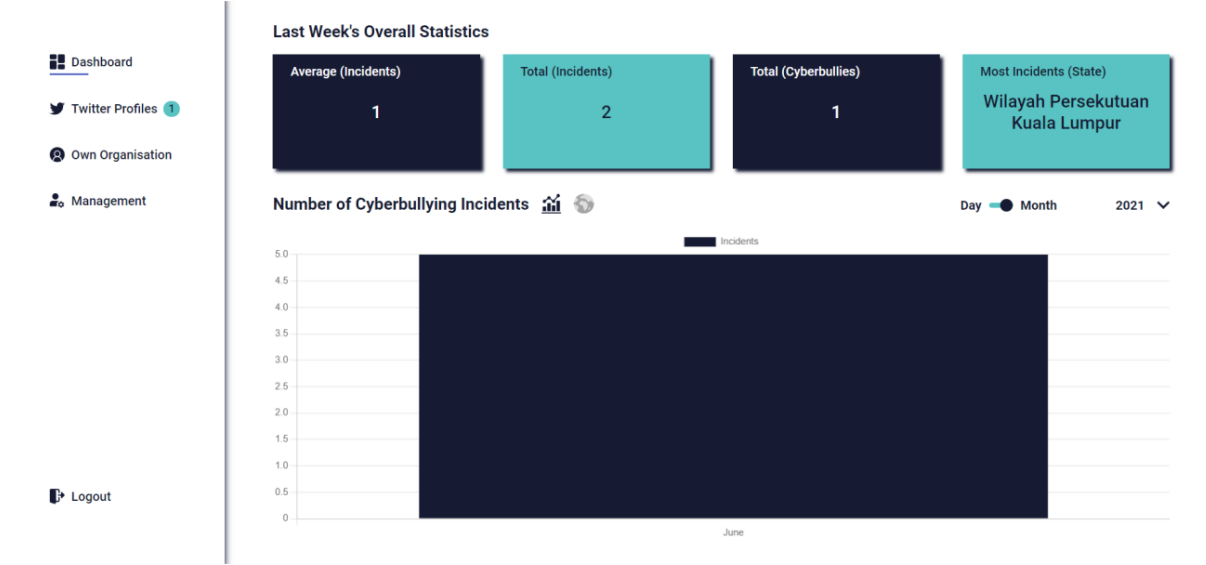 Dashboard
Twitter Profiles 1
Own Organisation
Management
Logout
Last Week's Overall Statistics
Average (Incidents)
1
Total (Incidents)
2
Total (Cyberbullies)
1
Most Incidents (State)
Wilayah Persekutuan
Kuala Lumpur
Number of Cyberbullying Incidents
Day Month 2021
Incidents
5.0
4.5
4.0
3.5
3.0
2.5
2.0
1.5
1.0
0.5
0
June